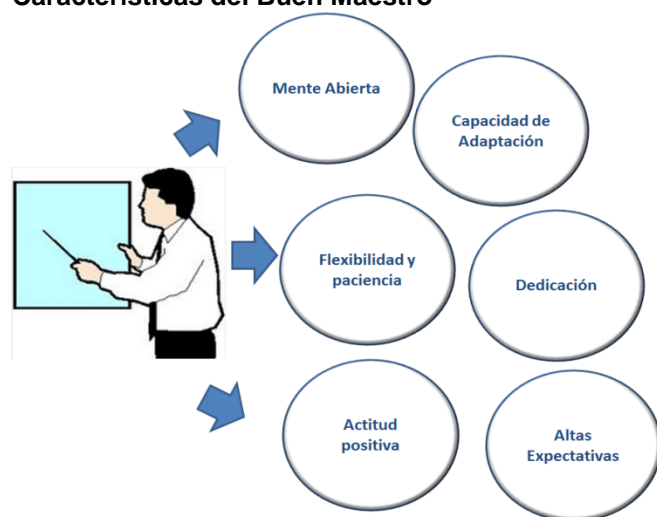 Características del Buen Maestro
Mente Abierta
Capacidad de
Adaptación
Flexibilidad y
paciencia
Dedicación
Actitud
positiva
Altas
Expectativas